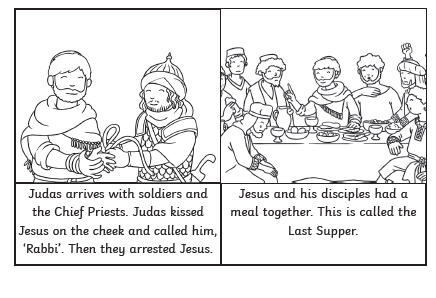 Judas arrives with soldiers and
the Chief Priests. Judas kissed
Jesus on the cheek and called him,
‘Rabbi’. Then they arrested Jesus.
Jesus and his disciples had a
meal together. This is called the
Last Supper.